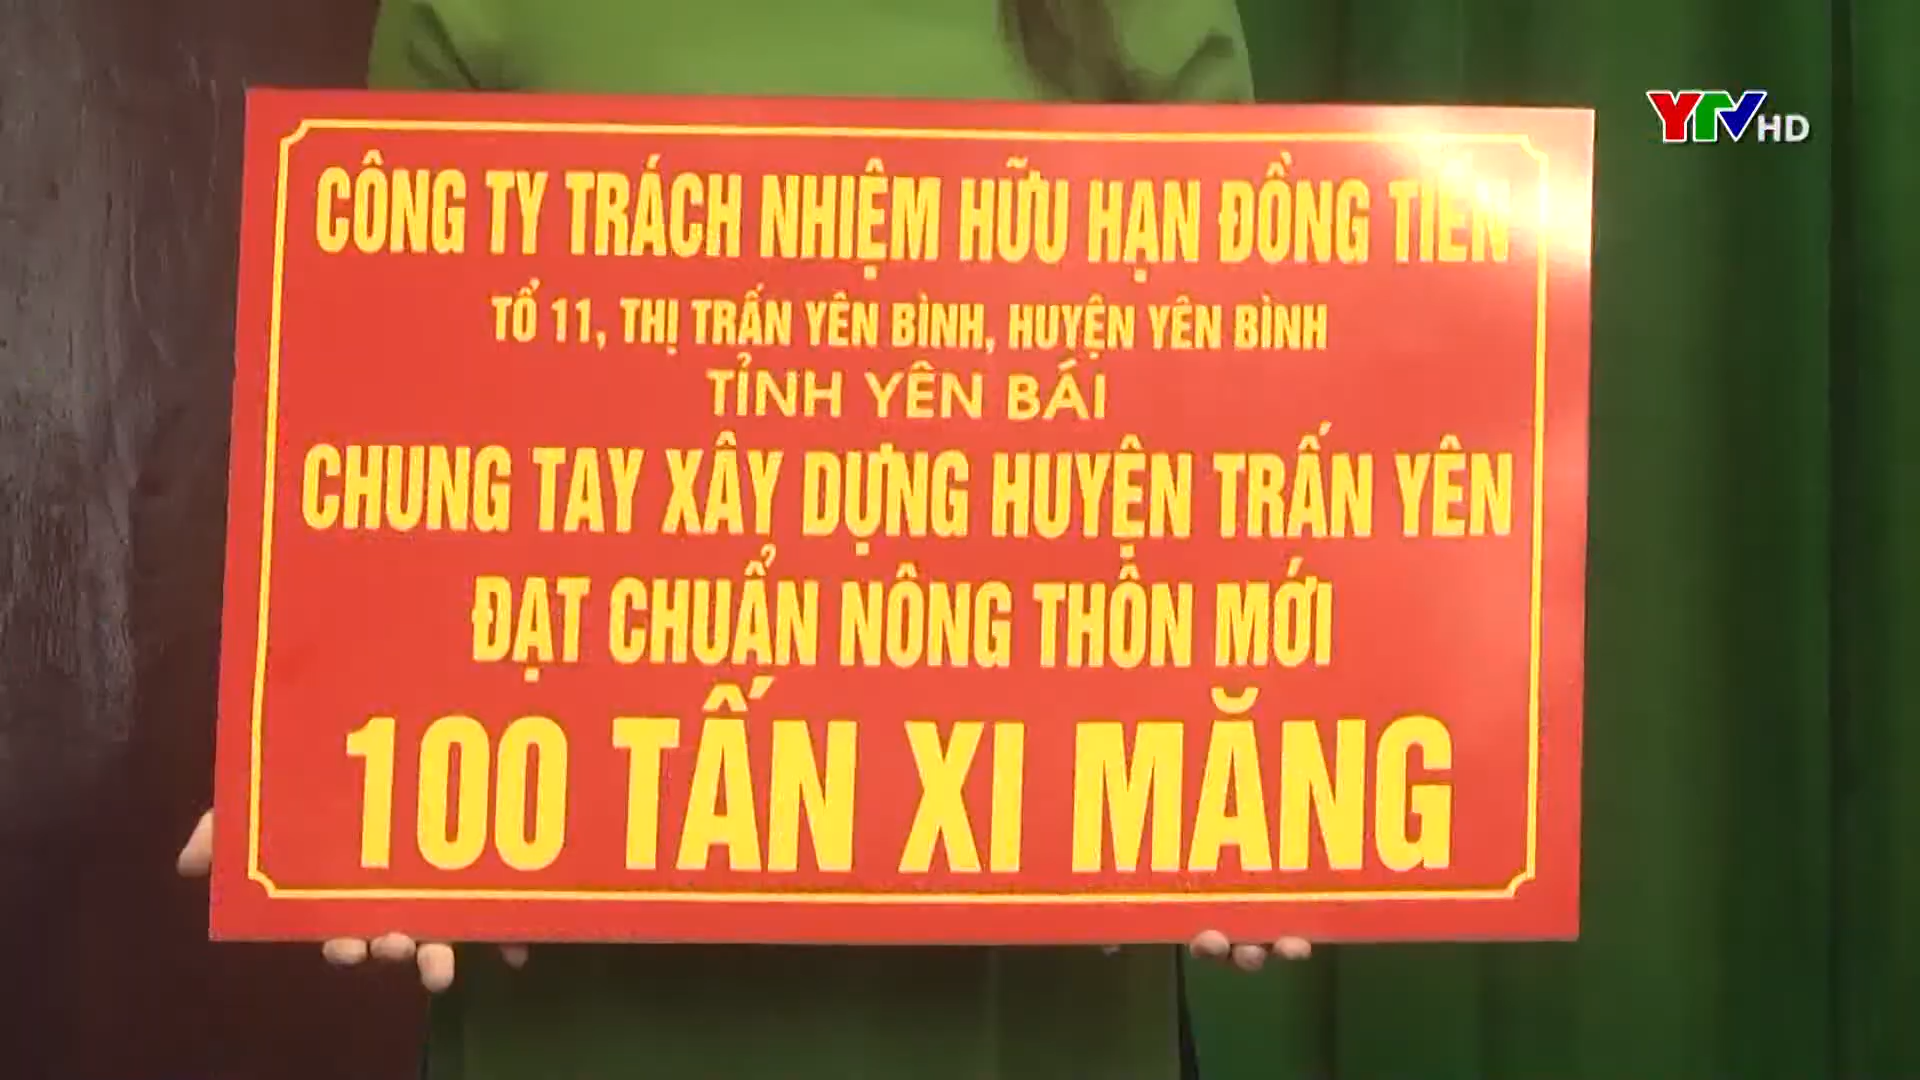 YTV HD
CÔNG TY TRÁCH NHIỆM HỮU HẠN ĐỒNG TIẾN
TỔ 11, THỊ TRẤN YÊN BÌNH, HUYỆN YÊN BÌNH
TỈNH YÊN BÁI
CHUNG TAY XÂY DỰNG HUYỆN TRẤN YÊN
ĐẠT CHUẨN NÔNG THÔN MỚI
100 TẤN XI MĂNG